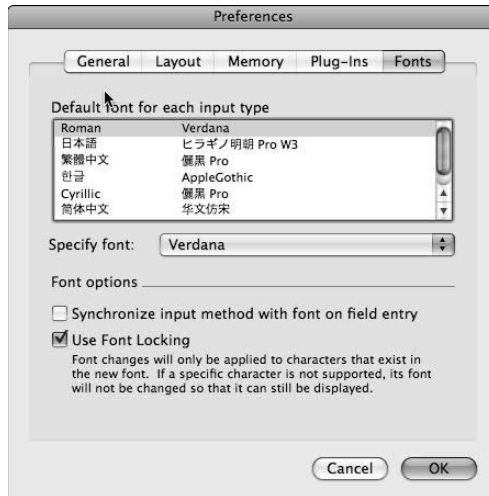 Preferences
General Layout Memory Plug-Ins Fonts
Default font for each input type
Roman Verdana
日本語 ヒラギノ明朝 Pro W3
繁體中文 儷黑 Pro
한글 AppleGothic
Cyrillic 儷黑 Pro
简体中文 华文仿宋
Specify font: Verdana
Font options
Synchronize input method with font on field entry
Use Font Locking
Font changes will only be applied to characters that exist in
the new font. If a specific character is not supported, its font
will not be changed so that it can still be displayed.
Cancel OK